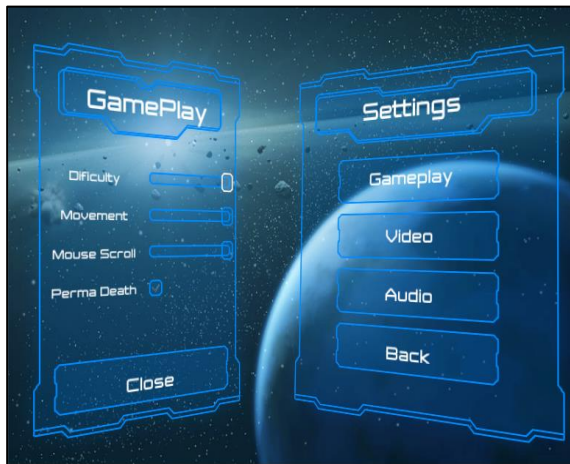 GamePlay
Dificulty
Movement
Mouse Scroll
Perma Death
Close
Settings
Gameplay
Video
Audio
Back